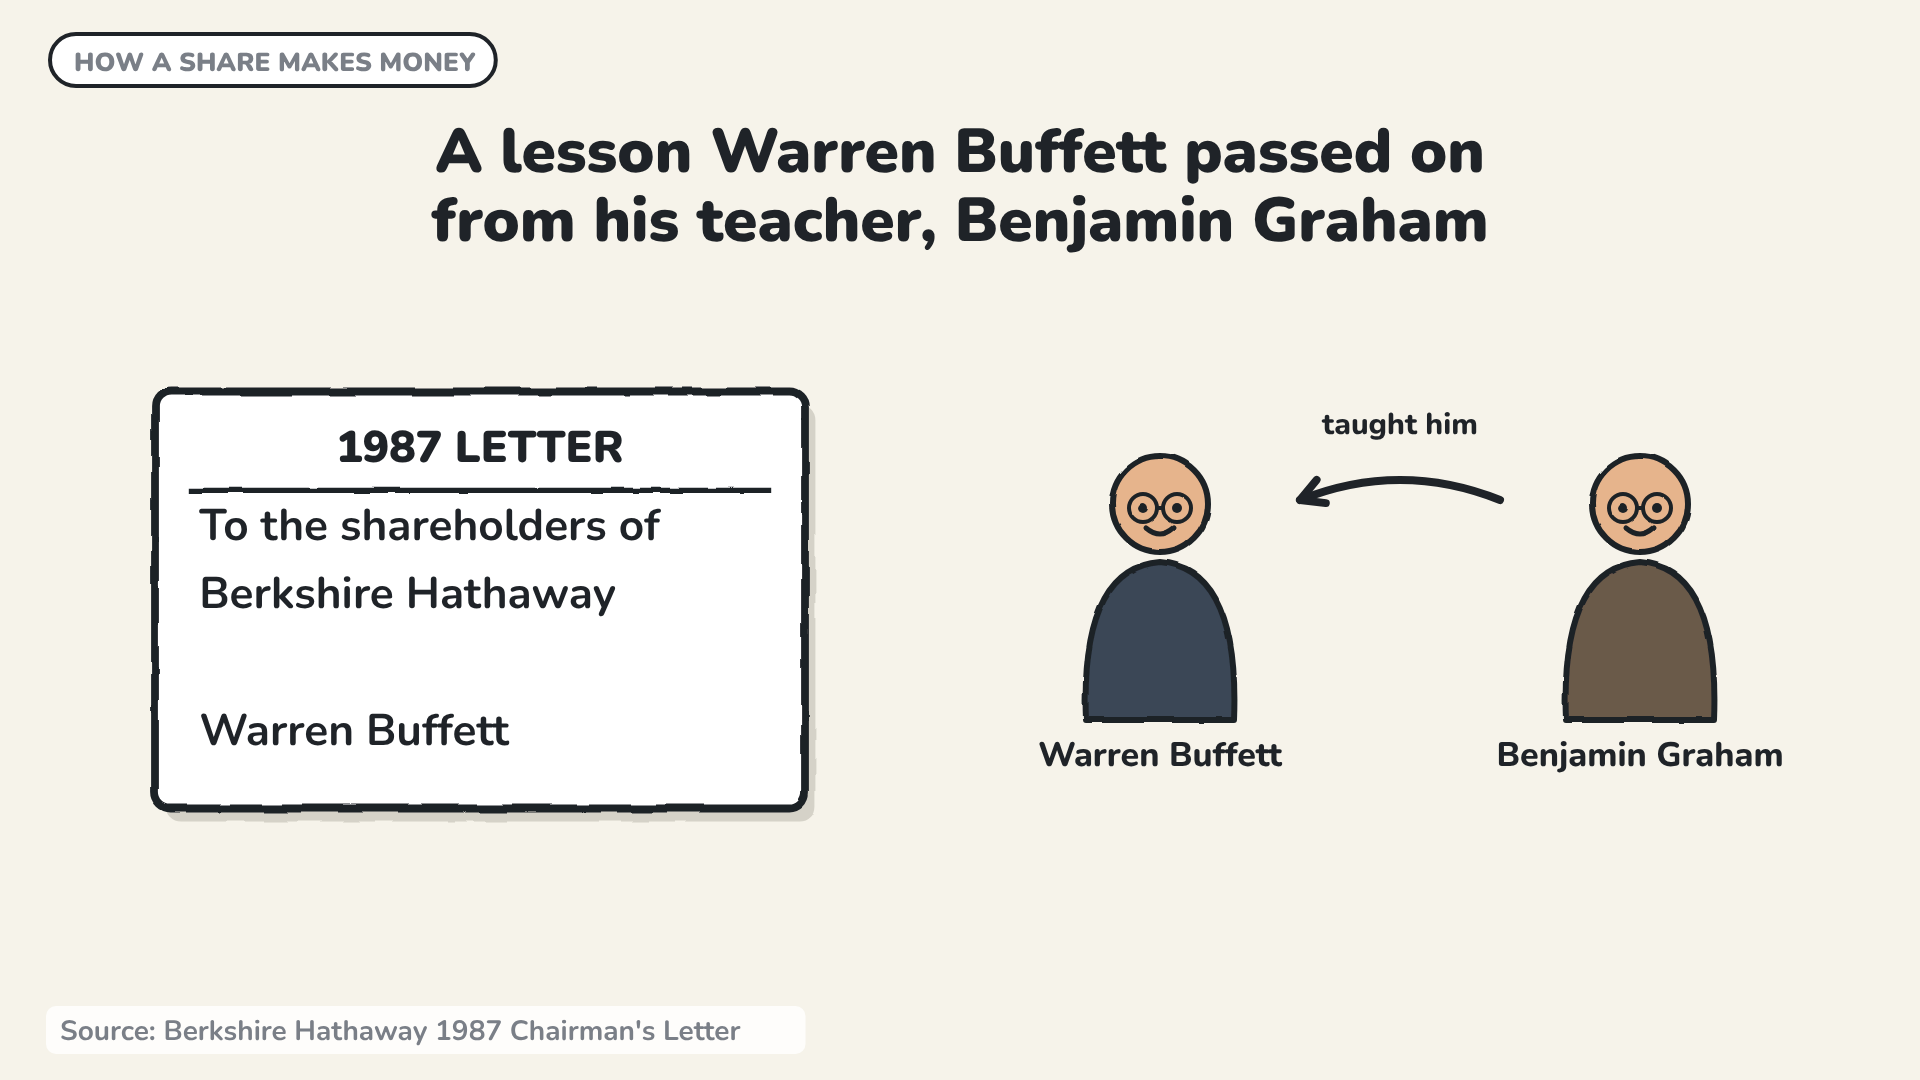 HOW A SHARE MAKES MONEY
A lesson Warren Buffett passed on
from his teacher, Benjamin Graham
1987 LETTER
To the shareholders of
Berkshire Hathaway
Warren Buffett
taught him
Warren Buffett
Benjamin Graham
Source: Berkshire Hathaway 1987 Chairman's Letter